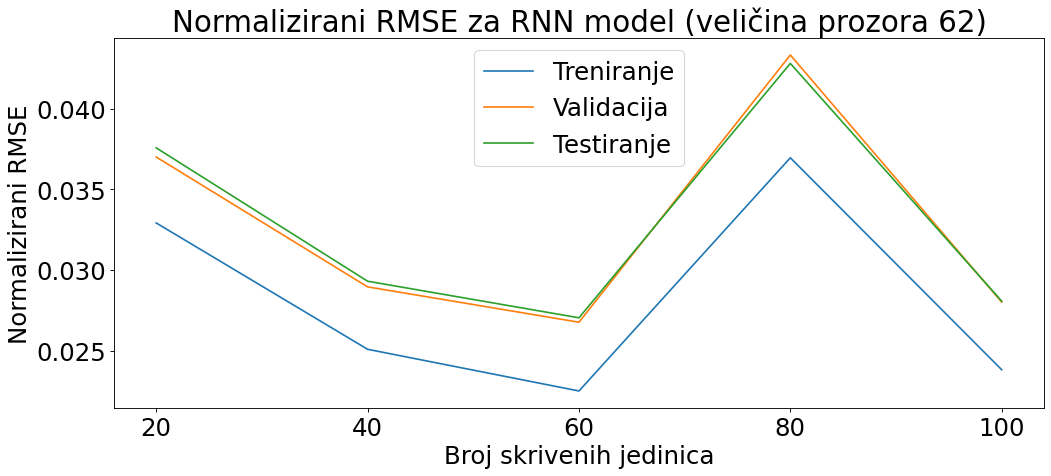 Normalizirani RMSE za RNN model (veličina prozora 62)
Treniranje
Validacija
Testiranje
Normalizirani RMSE
0.040
0.035
0.030
0.025
20 40 60 80 100
Broj skrivenih jedinica